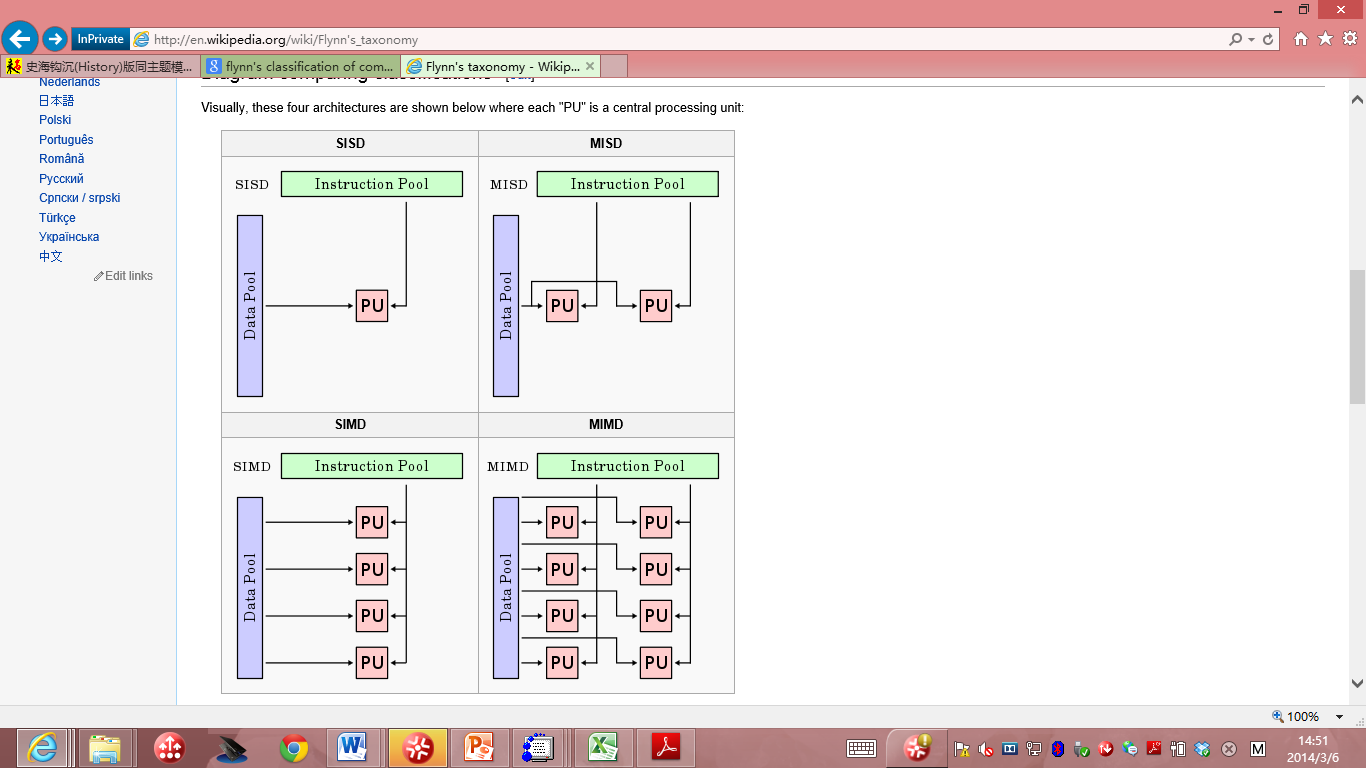 InPrivate
http://en.wikipedia.org/wiki/Flynn's_taxonomy
史海钩沉(History)版同主题模...
flynn's classification of com...
Flynn's taxonomy - Wikip...
Nederlands
日本語
Polski
Português
Română
Русский
Српски / srpski
Türkçe
Українська
中文
Edit links
Visually, these four architectures are shown below where each "PU" is a central processing unit:
SISD
MISD
SISD
Instruction Pool
Data Pool
PU
MISD
Instruction Pool
Data Pool
PU
PU
SIMD
MIMD
SIMD
Instruction Pool
Data Pool
PU
PU
PU
PU
MIMD
Instruction Pool
Data Pool
PU
PU
PU
PU
PU
PU
PU
PU
100%
M
14:51
2014/3/6